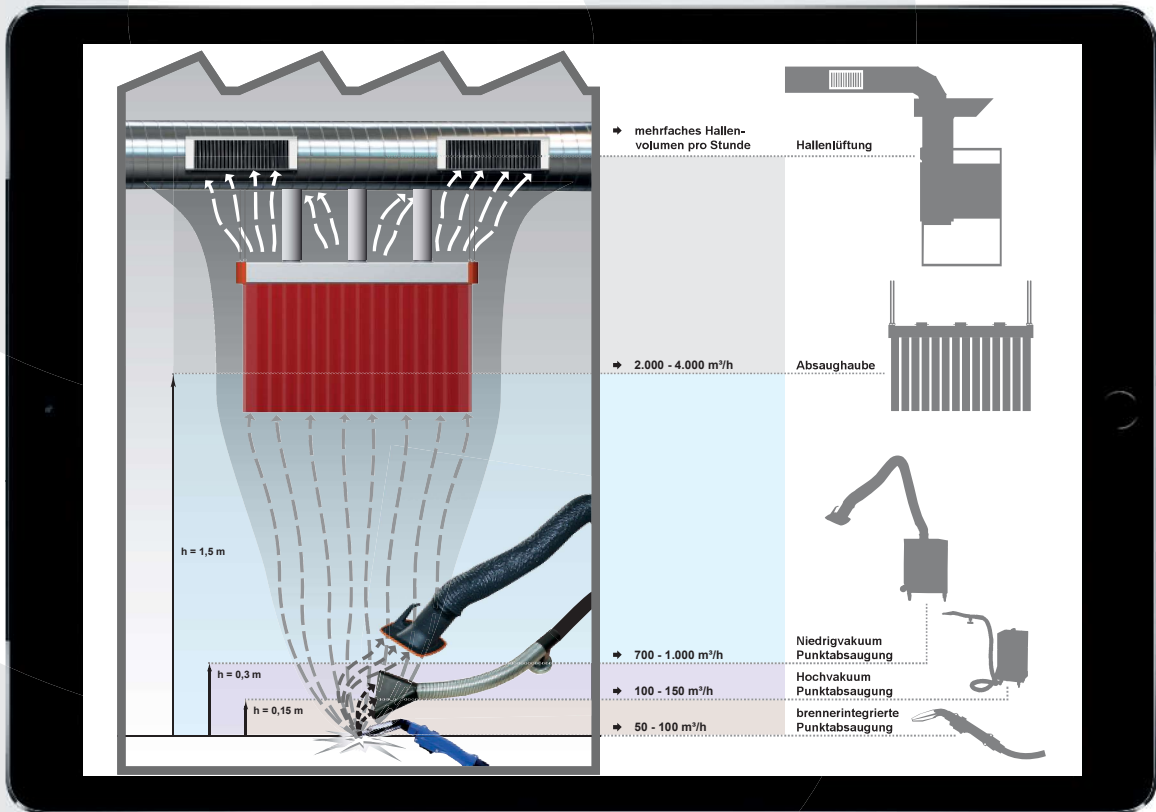 ➔ mehrfaches Hallen-
volumen pro Stunde
Hallenlüftung
➔ 2.000 - 4.000 m³/h
Absaughaube
h = 1,5 m
➔ 700 - 1.000 m³/h
Niedrigvakuum
Punktabsaugung
h = 0,3 m
➔ 100 - 150 m³/h
Hochvakuum
Punktabsaugung
h = 0,15 m
➔ 50 - 100 m³/h
brennerintegrierte
Punktabsaugung